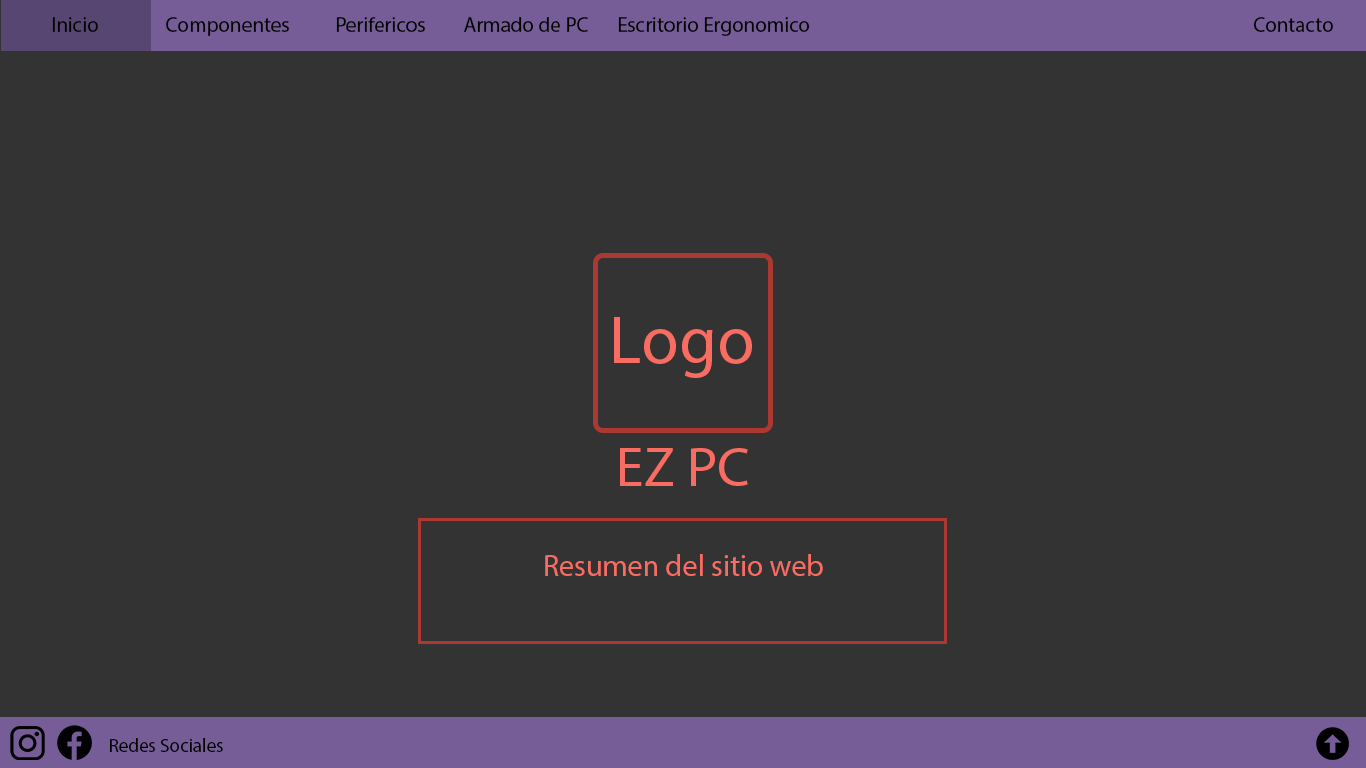 Inicio Componentes Perifericos Armado de PC Escritorio Ergonomico Contacto
Logo
EZ PC
Resumen del sitio web
Redes Sociales